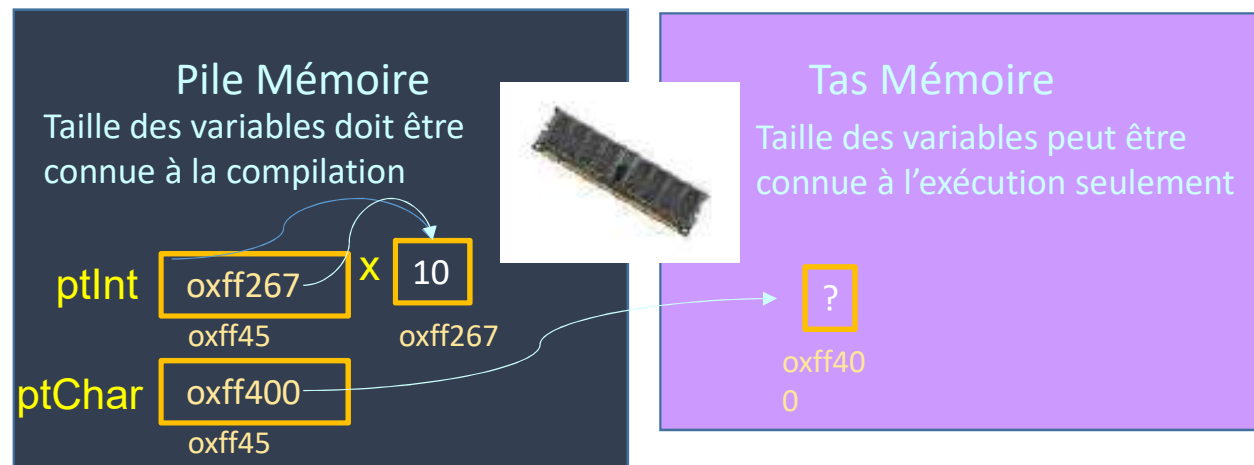 Pile Mémoire
Taille des variables doit être
connue à la compilation
ptInt
oxff267
x
10
oxff45
oxff267
ptChar
oxff400
oxff45
Tas Mémoire
Taille des variables peut être
connue à l’exécution seulement
?
oxff40
0